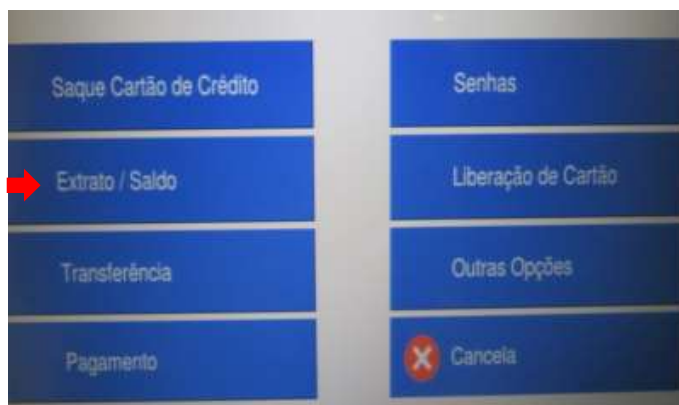 Saque Cartão de Crédito
Senhas
Extrato / Saldo
Liberação de Cartão
Transferência
Outras Opções
Pagamento
Cancela